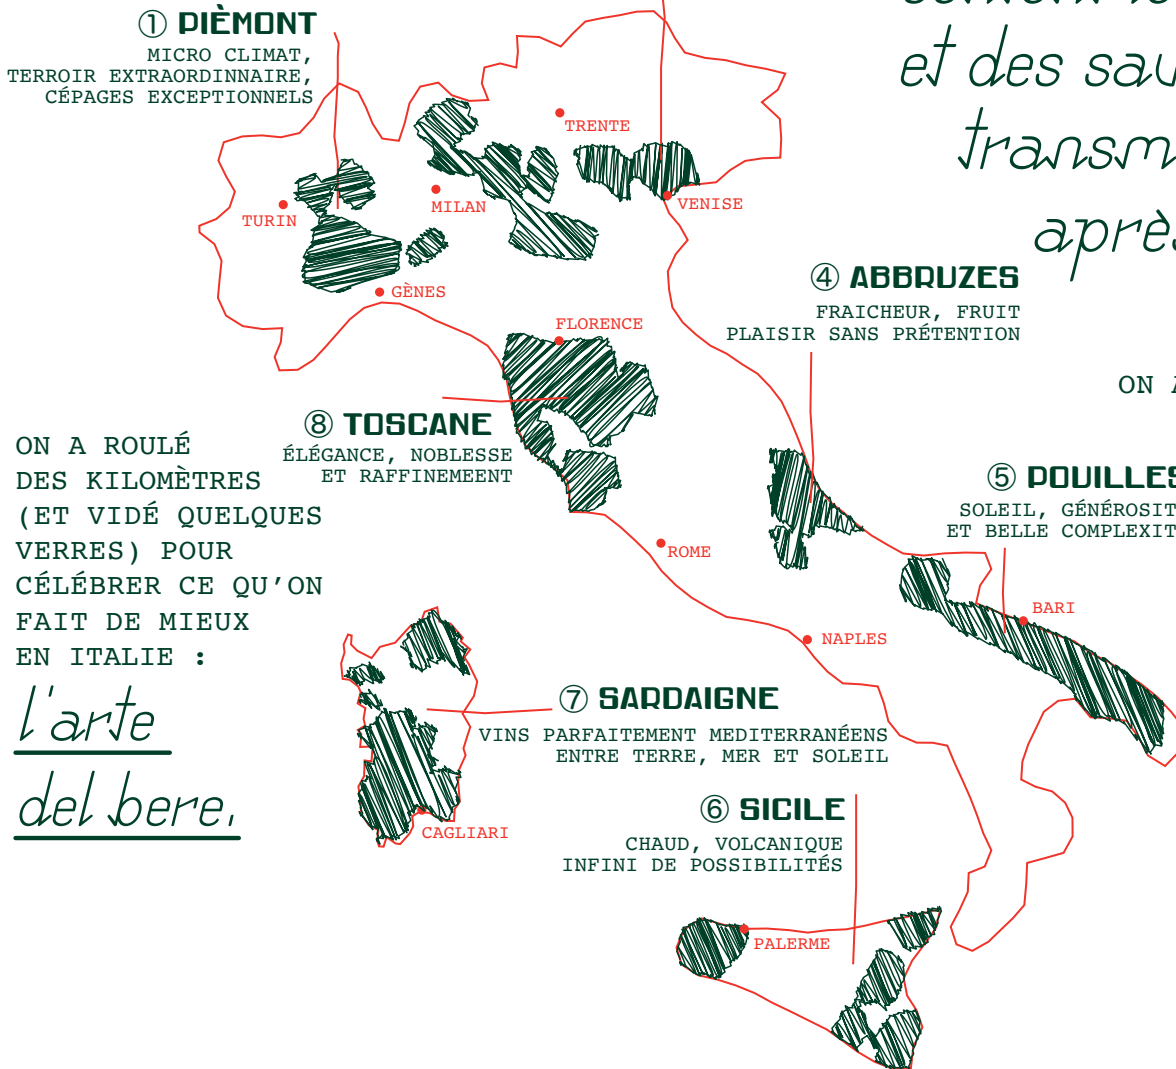 ① PIÈMONT
MICRO CLIMAT,
TERROIR EXTRAORDINNAIRE,
CÉPAGES EXCEPTIONNELS
et des sau
transm
après
TRENTE
MILAN
VENISE
TURIN
GÈNES
④ ABBRUZES
FRAICHEUR, FRUIT
PLAISIR SANS PRÉTENTION
FLORENCE
ON A
⑧ TOSCANE
ÉLÉGANCE, NOBLESSE
ET RAFFINEMEENT
ON A ROULÉ
DES KILOMÈTRES
(ET VIDÉ QUELQUES
VERRES) POUR
CÉLÉBRER CE QU'ON
FAIT DE MIEUX
EN ITALIE :
l'arte
del bere.
⑤ POUILLES
SOLEIL, GÉNÉROSIT
ET BELLE COMPLEXIT
ROME
BARI
NAPLES
⑦ SARDAIGNE
VINS PARFAITEMENT MEDITERRANÉENS
ENTRE TERRE, MER ET SOLEIL
CAGLIARI
⑥ SICILE
CHAUD, VOLCANIQUE
INFINI DE POSSIBILITÉS
PALERME